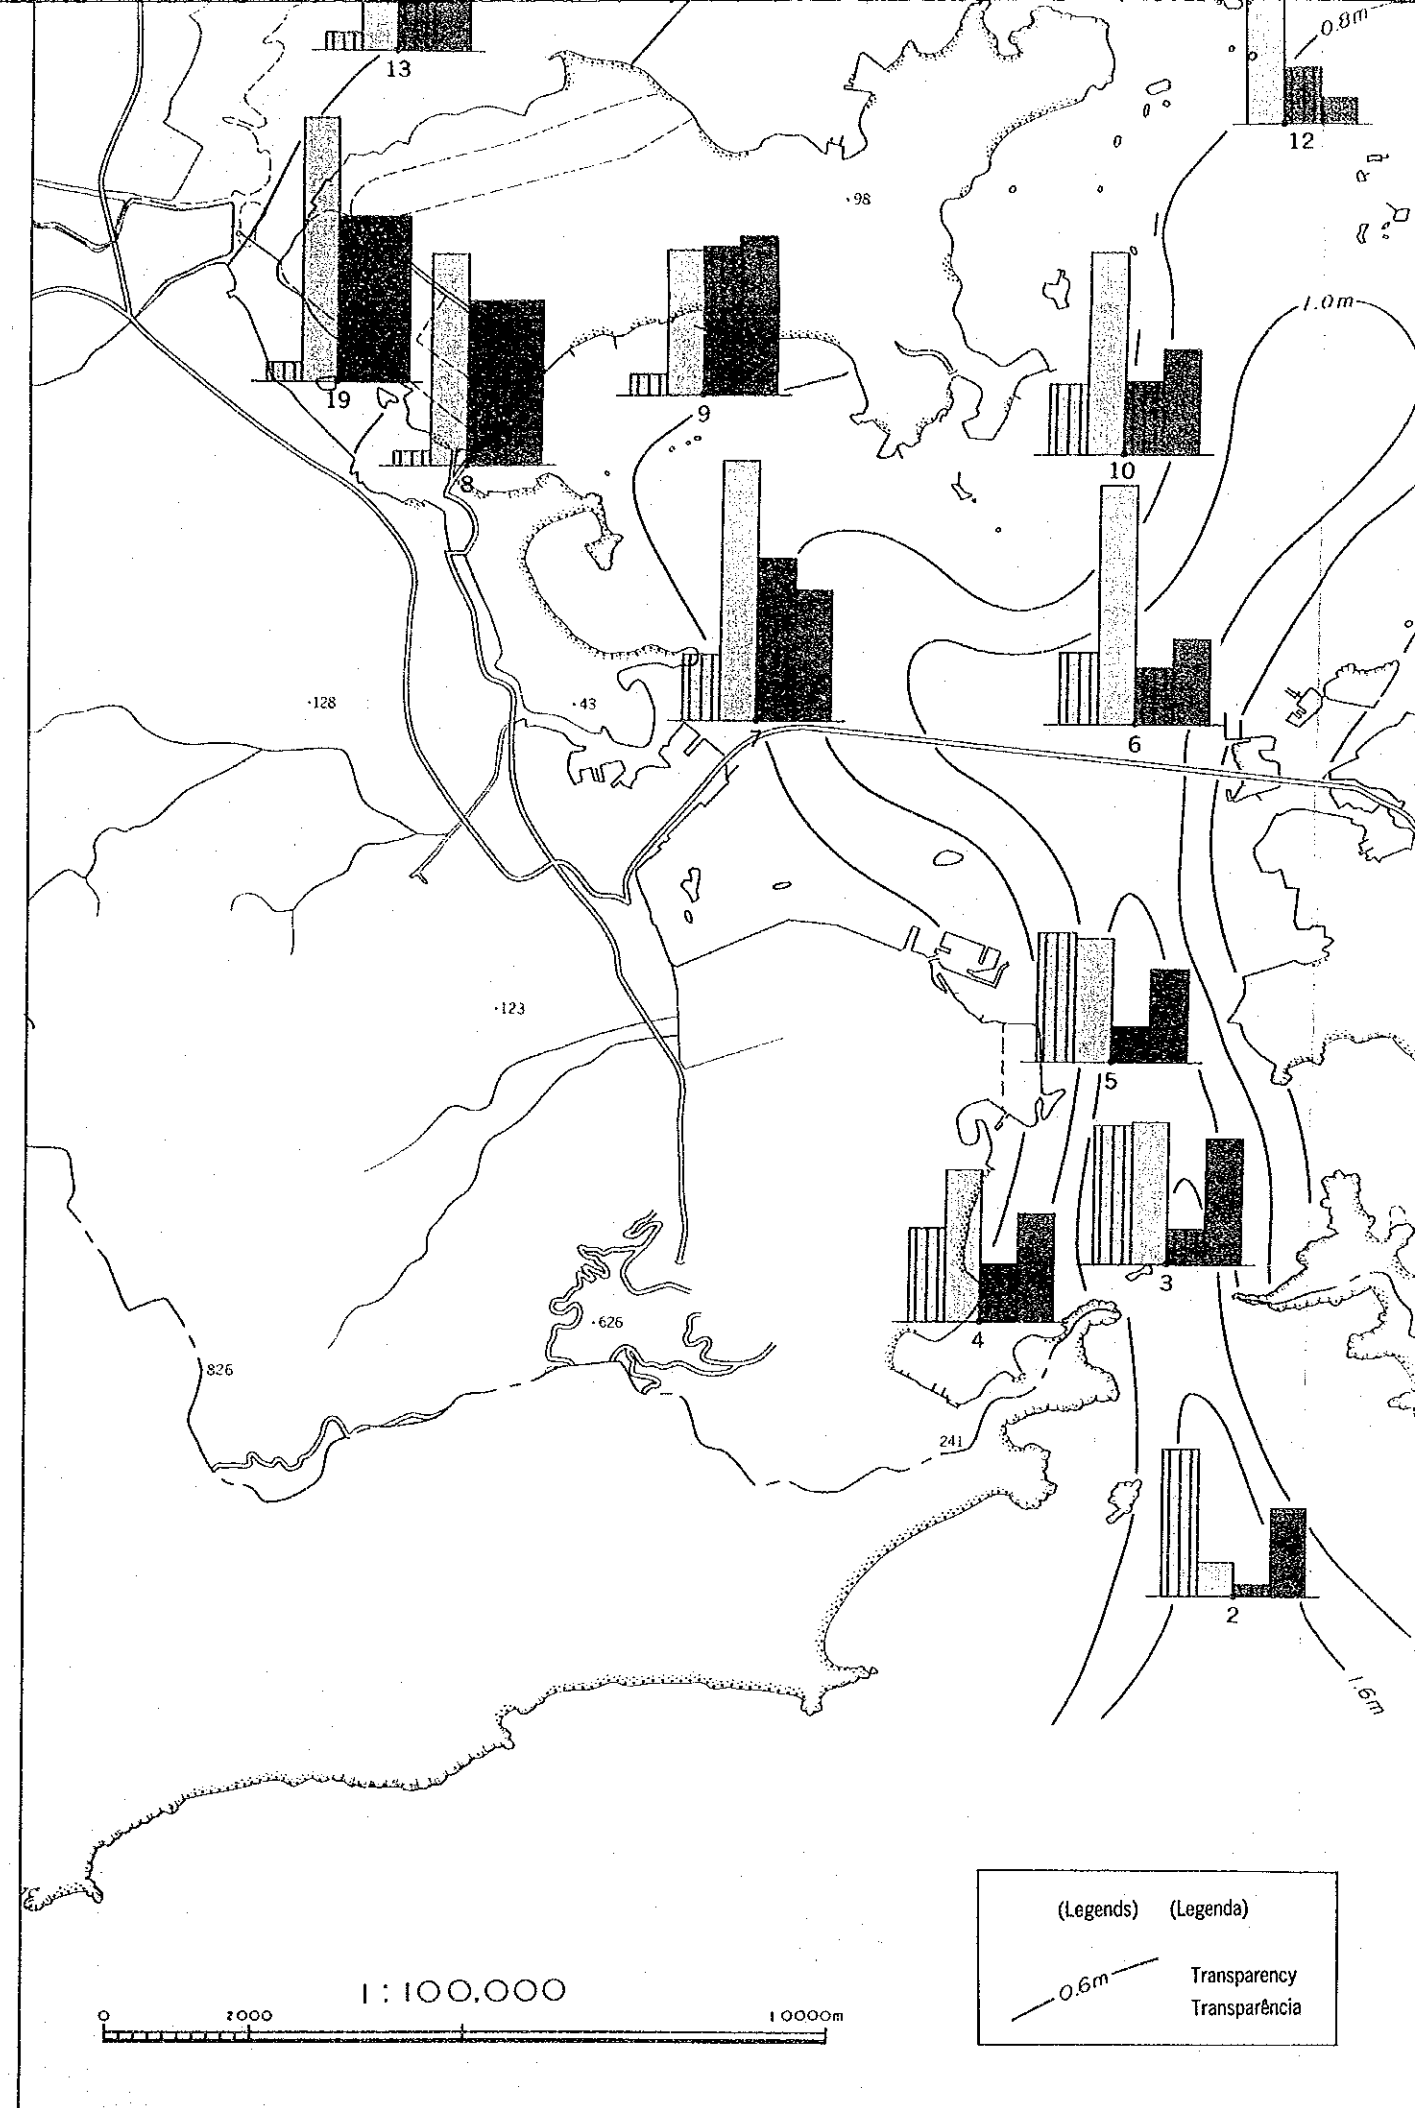 0.8m
13
12
·98
1.0m
19
9
10
8
·128
·43
7
6
·123
5
3
·626
4
826
241
2
1.6m
(Legends) (Legenda)
0.6m
Transparency
Transparência
1:100,000
0 2000 10000m